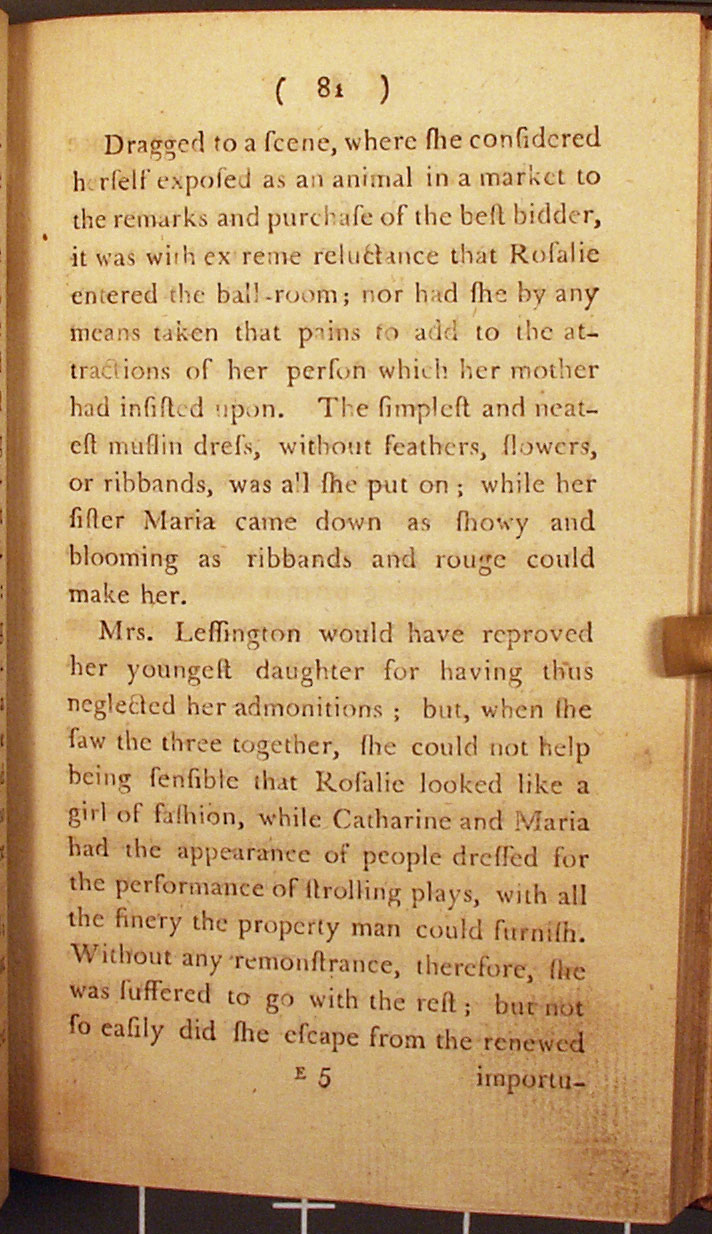 ( 81 )
Dragged to a ſcene, where ſhe conſidered
herſelf expoſed as an animal in a market to
the remarks and purchaſe of the beſt bidder,
it was with extreme reluctance that Roſalie
entered the ball-room; nor had ſhe by any
means taken that pains to add to the at-
tractions of her perſon which her mother
had inſiſted upon. The ſimpleſt and neat-
eſt muſlin dreſs, without feathers, flowers,
or ribbands, was all ſhe put on ; while her
ſiſter Maria came down as ſhowy and
blooming as ribbands and rouge could
make her.
Mrs. Leſſington would have reproved
her youngeſt daughter for having thus
neglected her admonitions ; but, when ſhe
ſaw the three together, ſhe could not help
being ſenſible that Roſalie looked like a
girl of faſhion, while Catharine and Maria
had the appearance of people dreſſed for
the performance of ſtrolling plays, with all
the finery the property man could furniſh.
Without any remonſtrance, therefore, ſhe
was ſuffered to go with the reſt ; but not
ſo eaſily did ſhe eſcape from the renewed
E 5 importu-